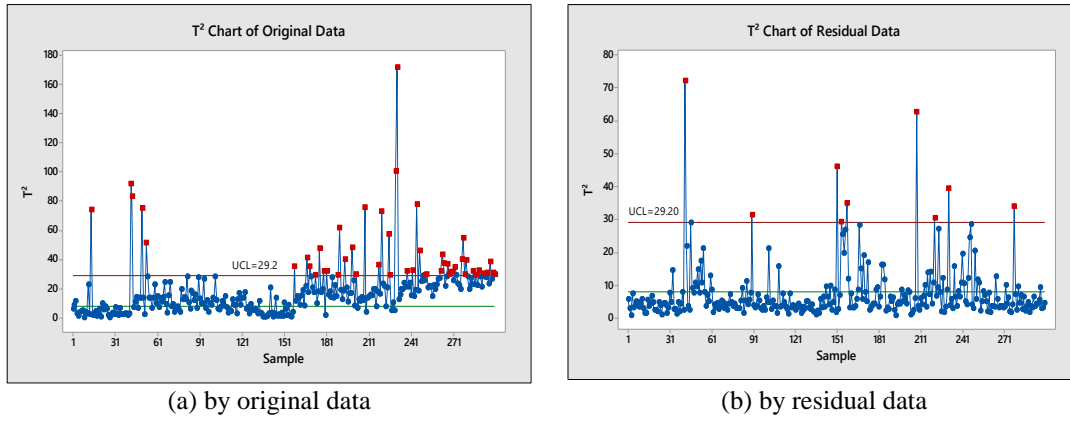 T² Chart of Original Data
180
160
140
120
100
80
60
40
20
0
T²
UCL=29.2
1 31 61 91 121 151 181 211 241 271
Sample
(a) by original data
T² Chart of Residual Data
80
70
60
50
40
30
20
10
0
T²
UCL=29.20
1 31 61 91 121 151 181 211 241 271
Sample
(b) by residual data